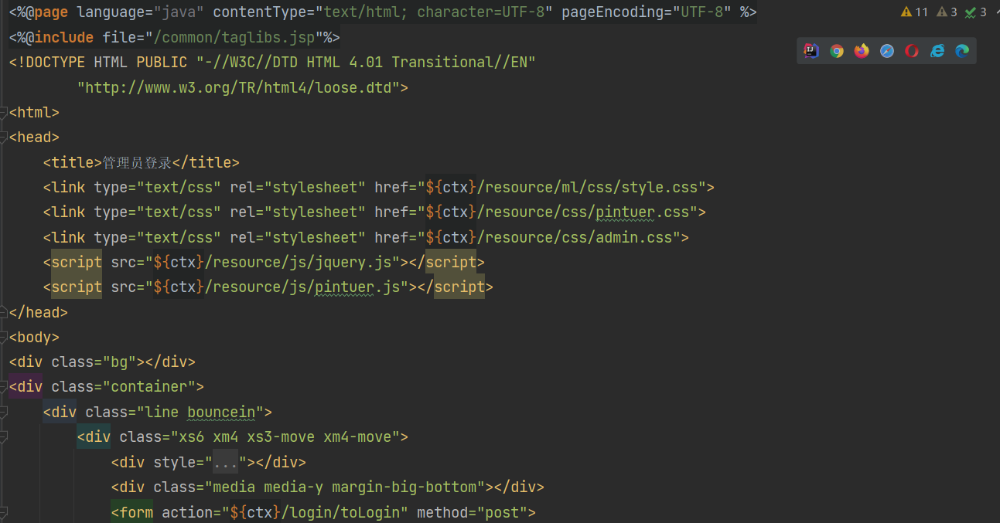 <%@page language="java" contentType="text/html; character=UTF-8" pageEncoding="UTF-8" %>
11 3 3
<%@include file="/common/taglibs.jsp"%>
<!DOCTYPE HTML PUBLIC "-//W3C//DTD HTML 4.01 Transitional//EN"
"http://www.w3.org/TR/html4/loose.dtd">
<html>
<head>
<title>管理员登录</title>
<link type="text/css" rel="stylesheet" href="${ctx}/resource/ml/css/style.css">
<link type="text/css" rel="stylesheet" href="${ctx}/resource/css/pintuer.css">
<link type="text/css" rel="stylesheet" href="${ctx}/resource/css/admin.css">
<script src="${ctx}/resource/js/jquery.js"></script>
<script src="${ctx}/resource/js/pintuer.js"></script>
</head>
<body>
<div class="bg"></div>
<div class="container">
<div class="line bouncein">
<div class="xs6 xm4 xs3-move xm4-move">
<div style="..."></div>
<div class="media media-y margin-big-bottom"></div>
<form action="${ctx}/login/toLogin" method="post">